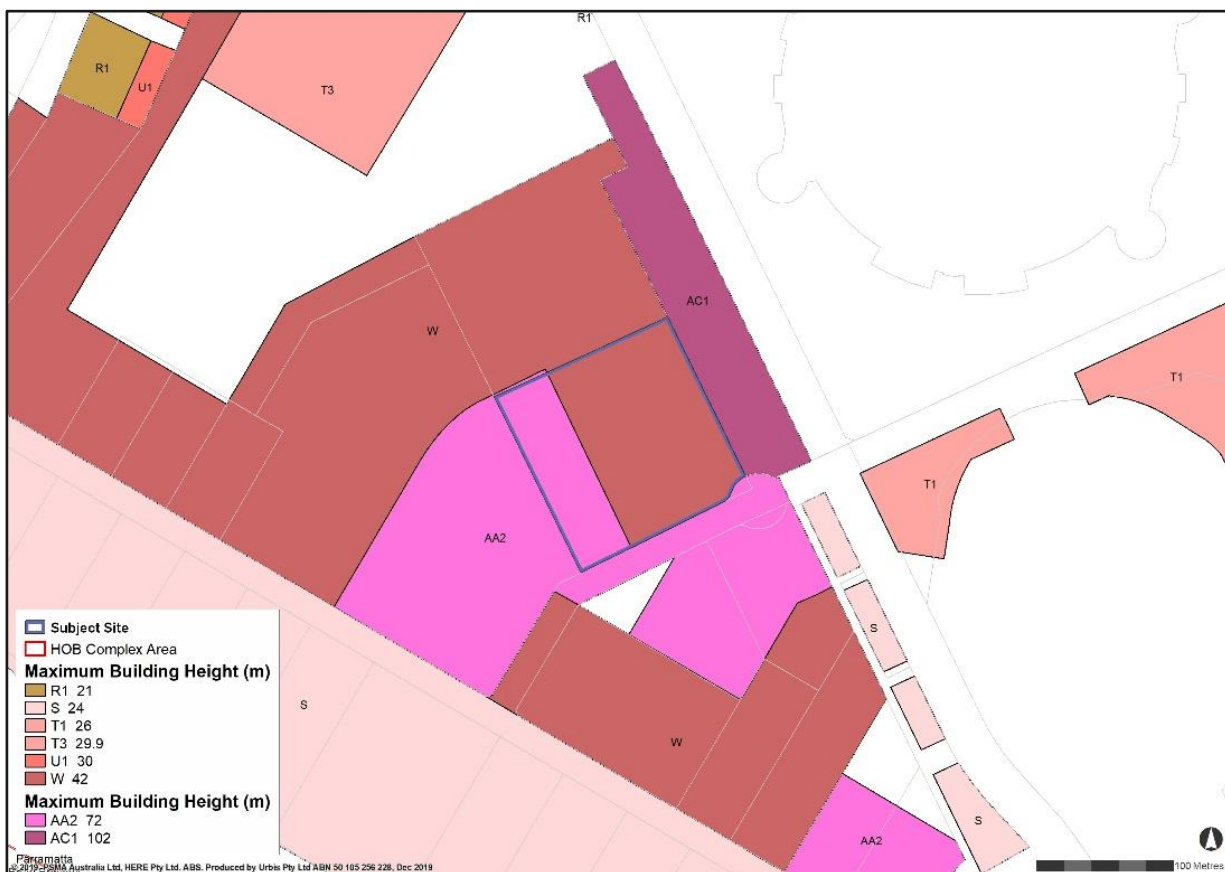 R1
R1
U1
T3
AC1
W
T1
T1
AA2
S
S
W
S
AA2
Subject Site
HOB Complex Area
Maximum Building Height (m)
R1 21
S 24
T1 26
T3 29.9
U1 30
W 42
Maximum Building Height (m)
AA2 72
AC1 102
Parramatta
© 2019. PSMA Australia Ltd, HERE Pty Ltd. ABS. Produced by Urbis Pty Ltd ABN 50 105 256 228, Dec 2019
100 Metres